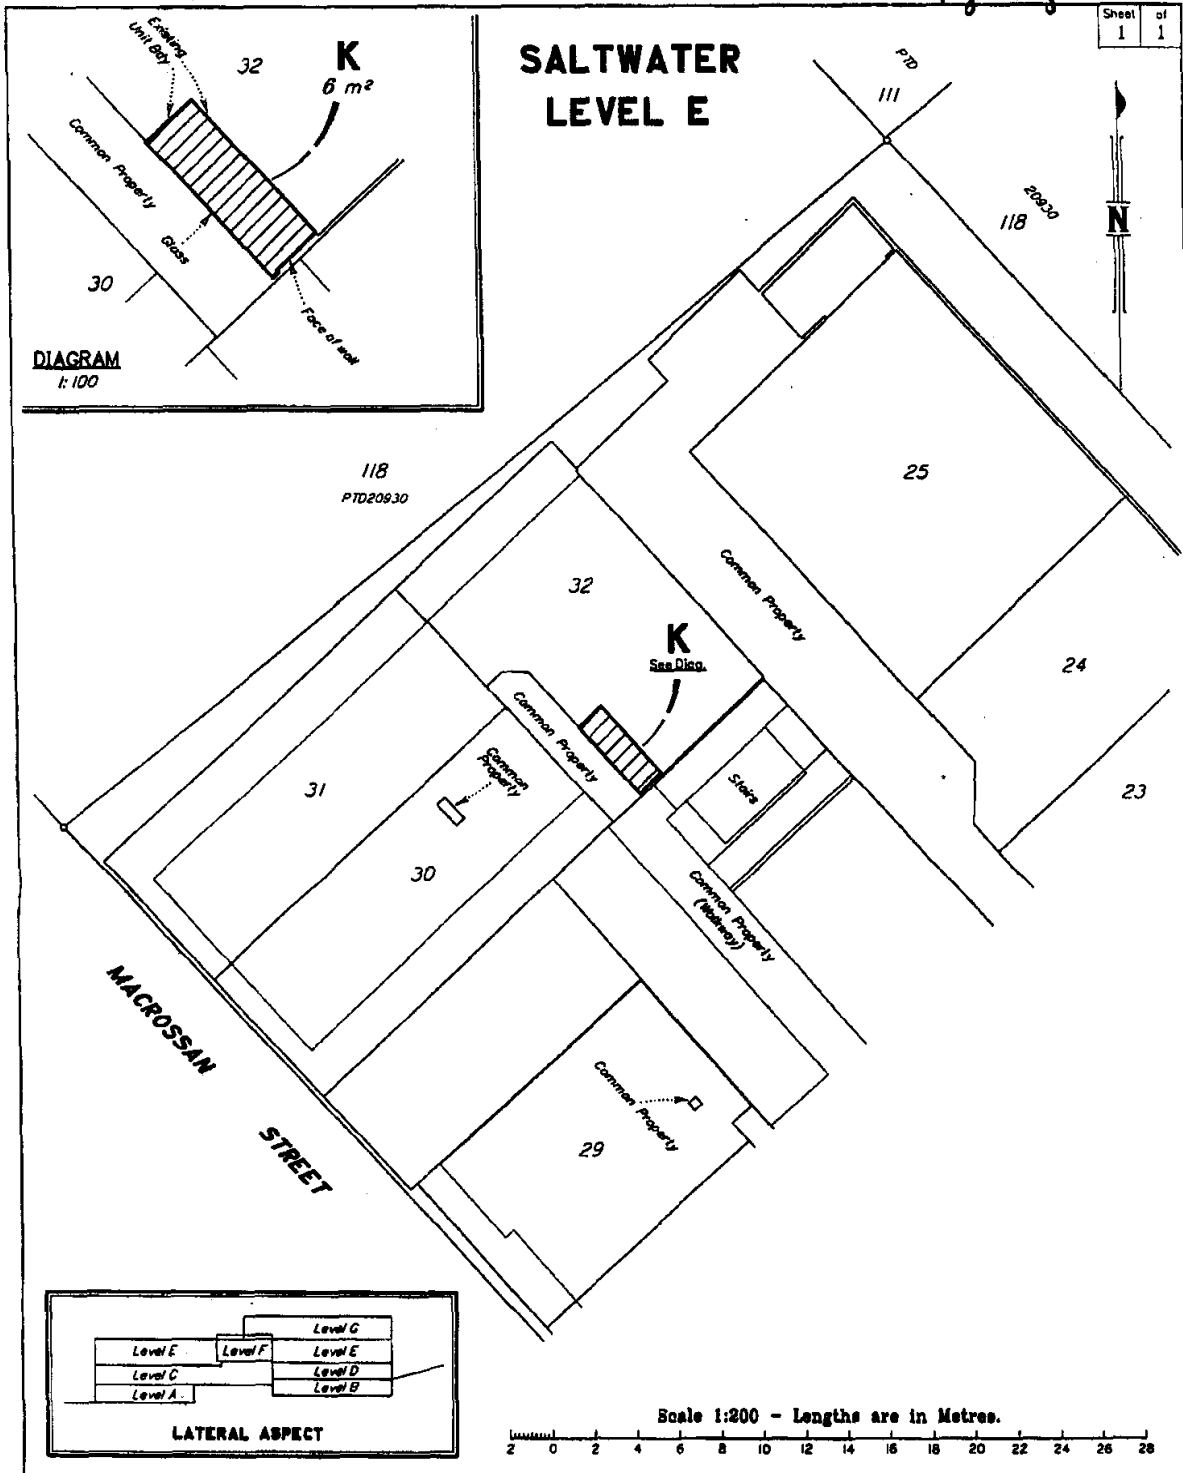 Sheet of
1 1
SALTWATER
LEVEL E
Existing
Unit Bdy
32
K
6 m²
Common Property
Glass
30
Face of wall
DIAGRAM
1:100
PTD
111
20930
118
N
118
PTD20930
25
32
Common Property
K
See Diag.
24
Common Property
Common
Property
Stairs
31
23
30
Common Property
(Walkway)
MACROSSAN
STREET
Common Property
29
Level G
Level E
Level F
Level E
Level C
Level D
Level A
Level B
LATERAL ASPECT
Scale 1:200 - Lengths are in Metres.
2 0 2 4 6 8 10 12 14 16 18 20 22 24 26 28